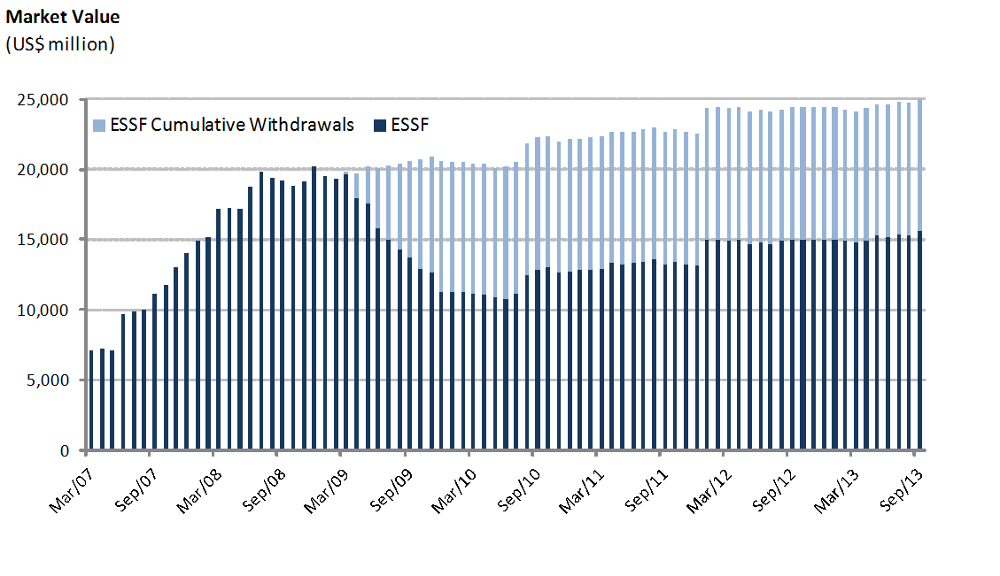 Market Value
(US$ million)
25,000
ESSF Cumulative Withdrawals ESSF
20,000
15,000
10,000
5,000
0
Mar/07 Sep/07 Mar/08 Sep/08 Mar/09 Sep/09 Mar/10 Sep/10 Mar/11 Sep/11 Mar/12 Sep/12 Mar/13 Sep/13